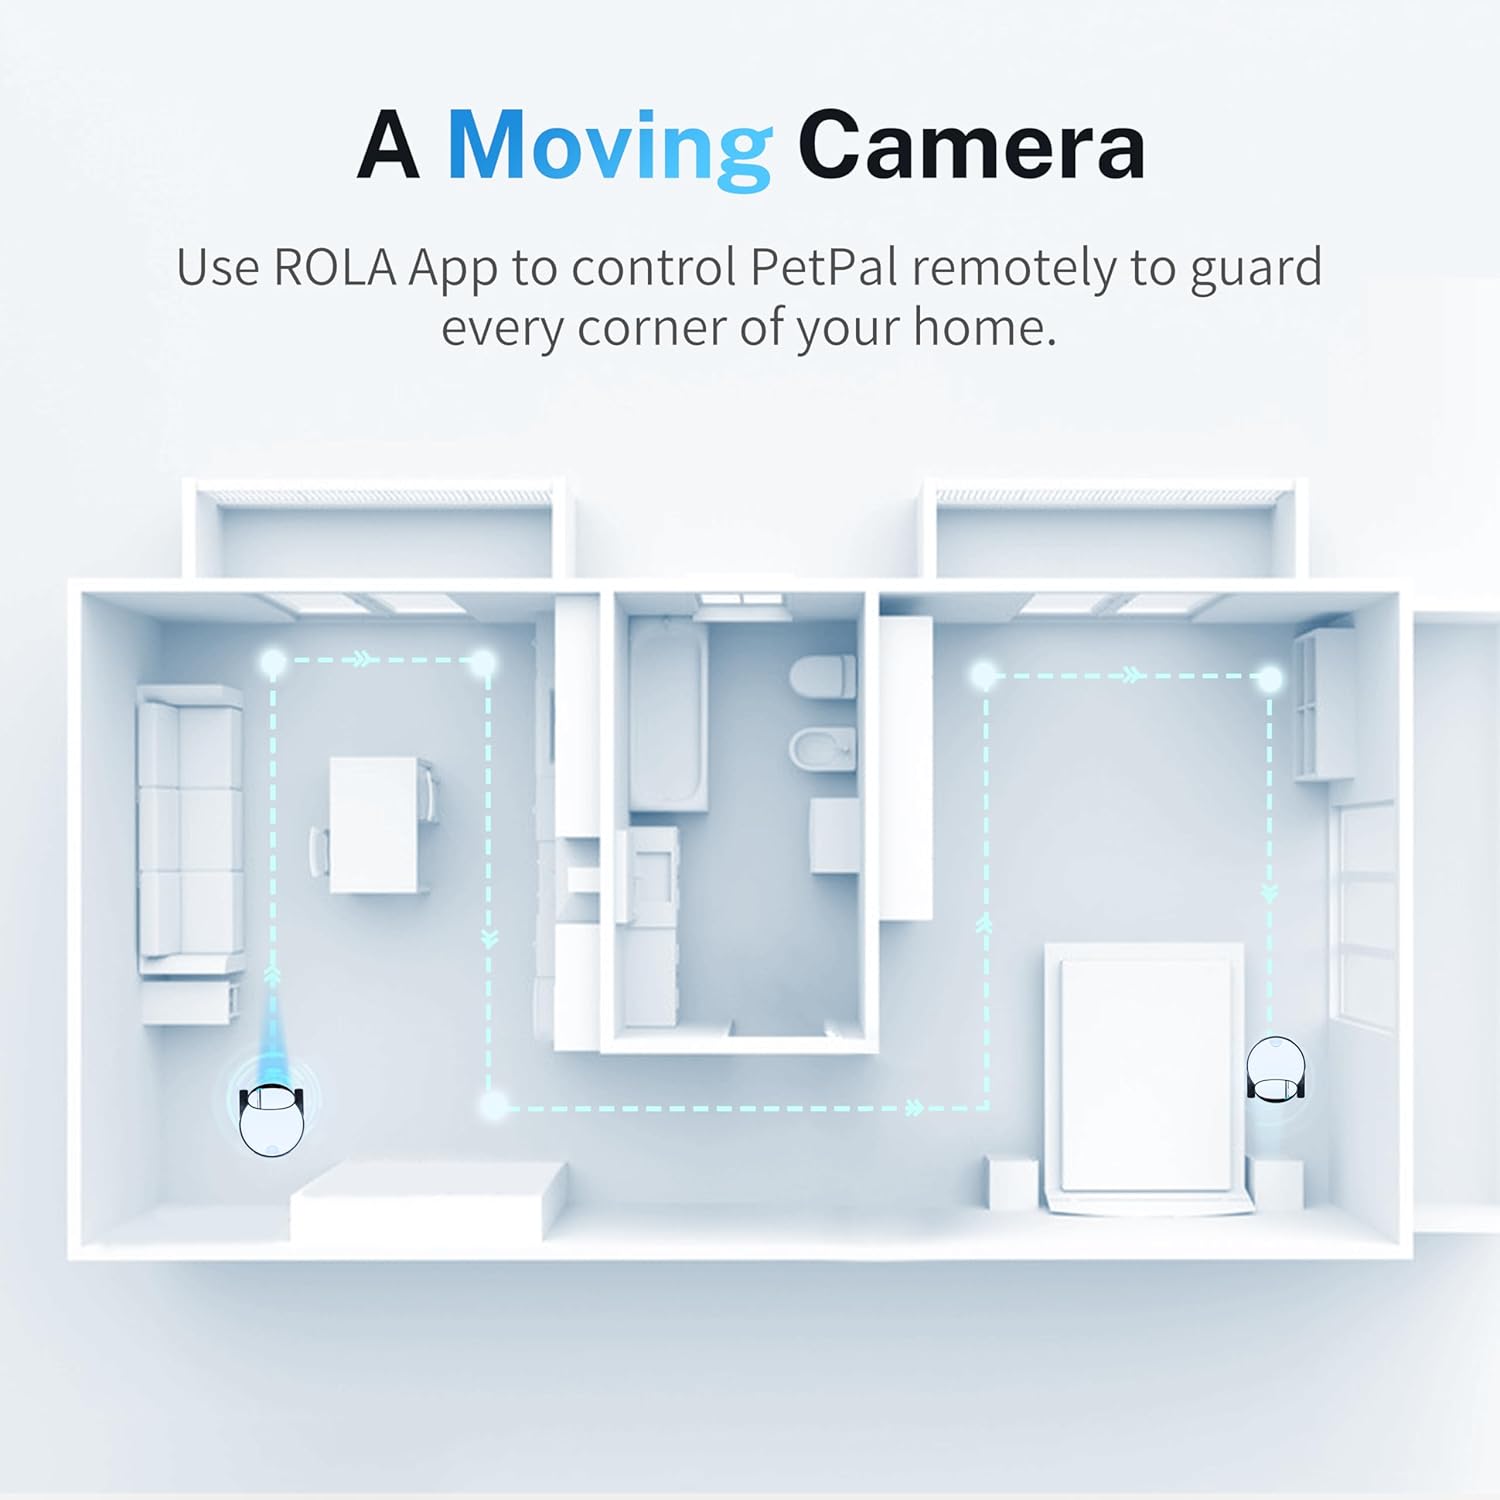 A Moving Camera
Use ROLA App to control PetPal remotely to guard
every corner of your home.